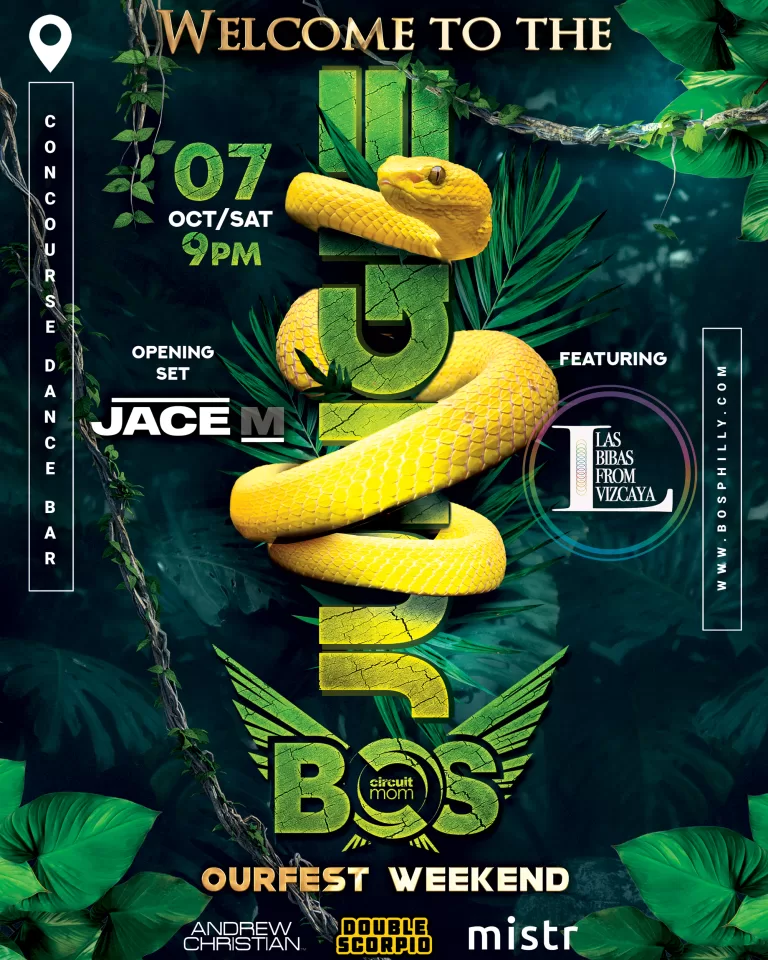 WELCOME TO THE
CONCOURSE DANCE BAR
07
OCT/SAT
9PM
Jungle
OPENING
SET
JACE M
FEATURING
L
LAS
BIBAS
FROM
VIZCAYA
WWW.BOSPHILLY.COM
BOS
circuit
mom
OURFEST WEEKEND
ANDREW
CHRISTIAN
DOUBLE
SCORPIO
mistr